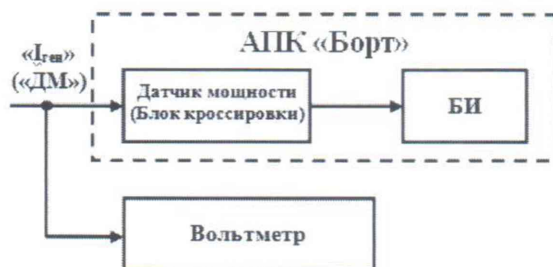 АПК «Борт»
«Iген»
(«ДМ»)
Датчик мощности
(Блок кроссировки)
БИ
Вольтметр